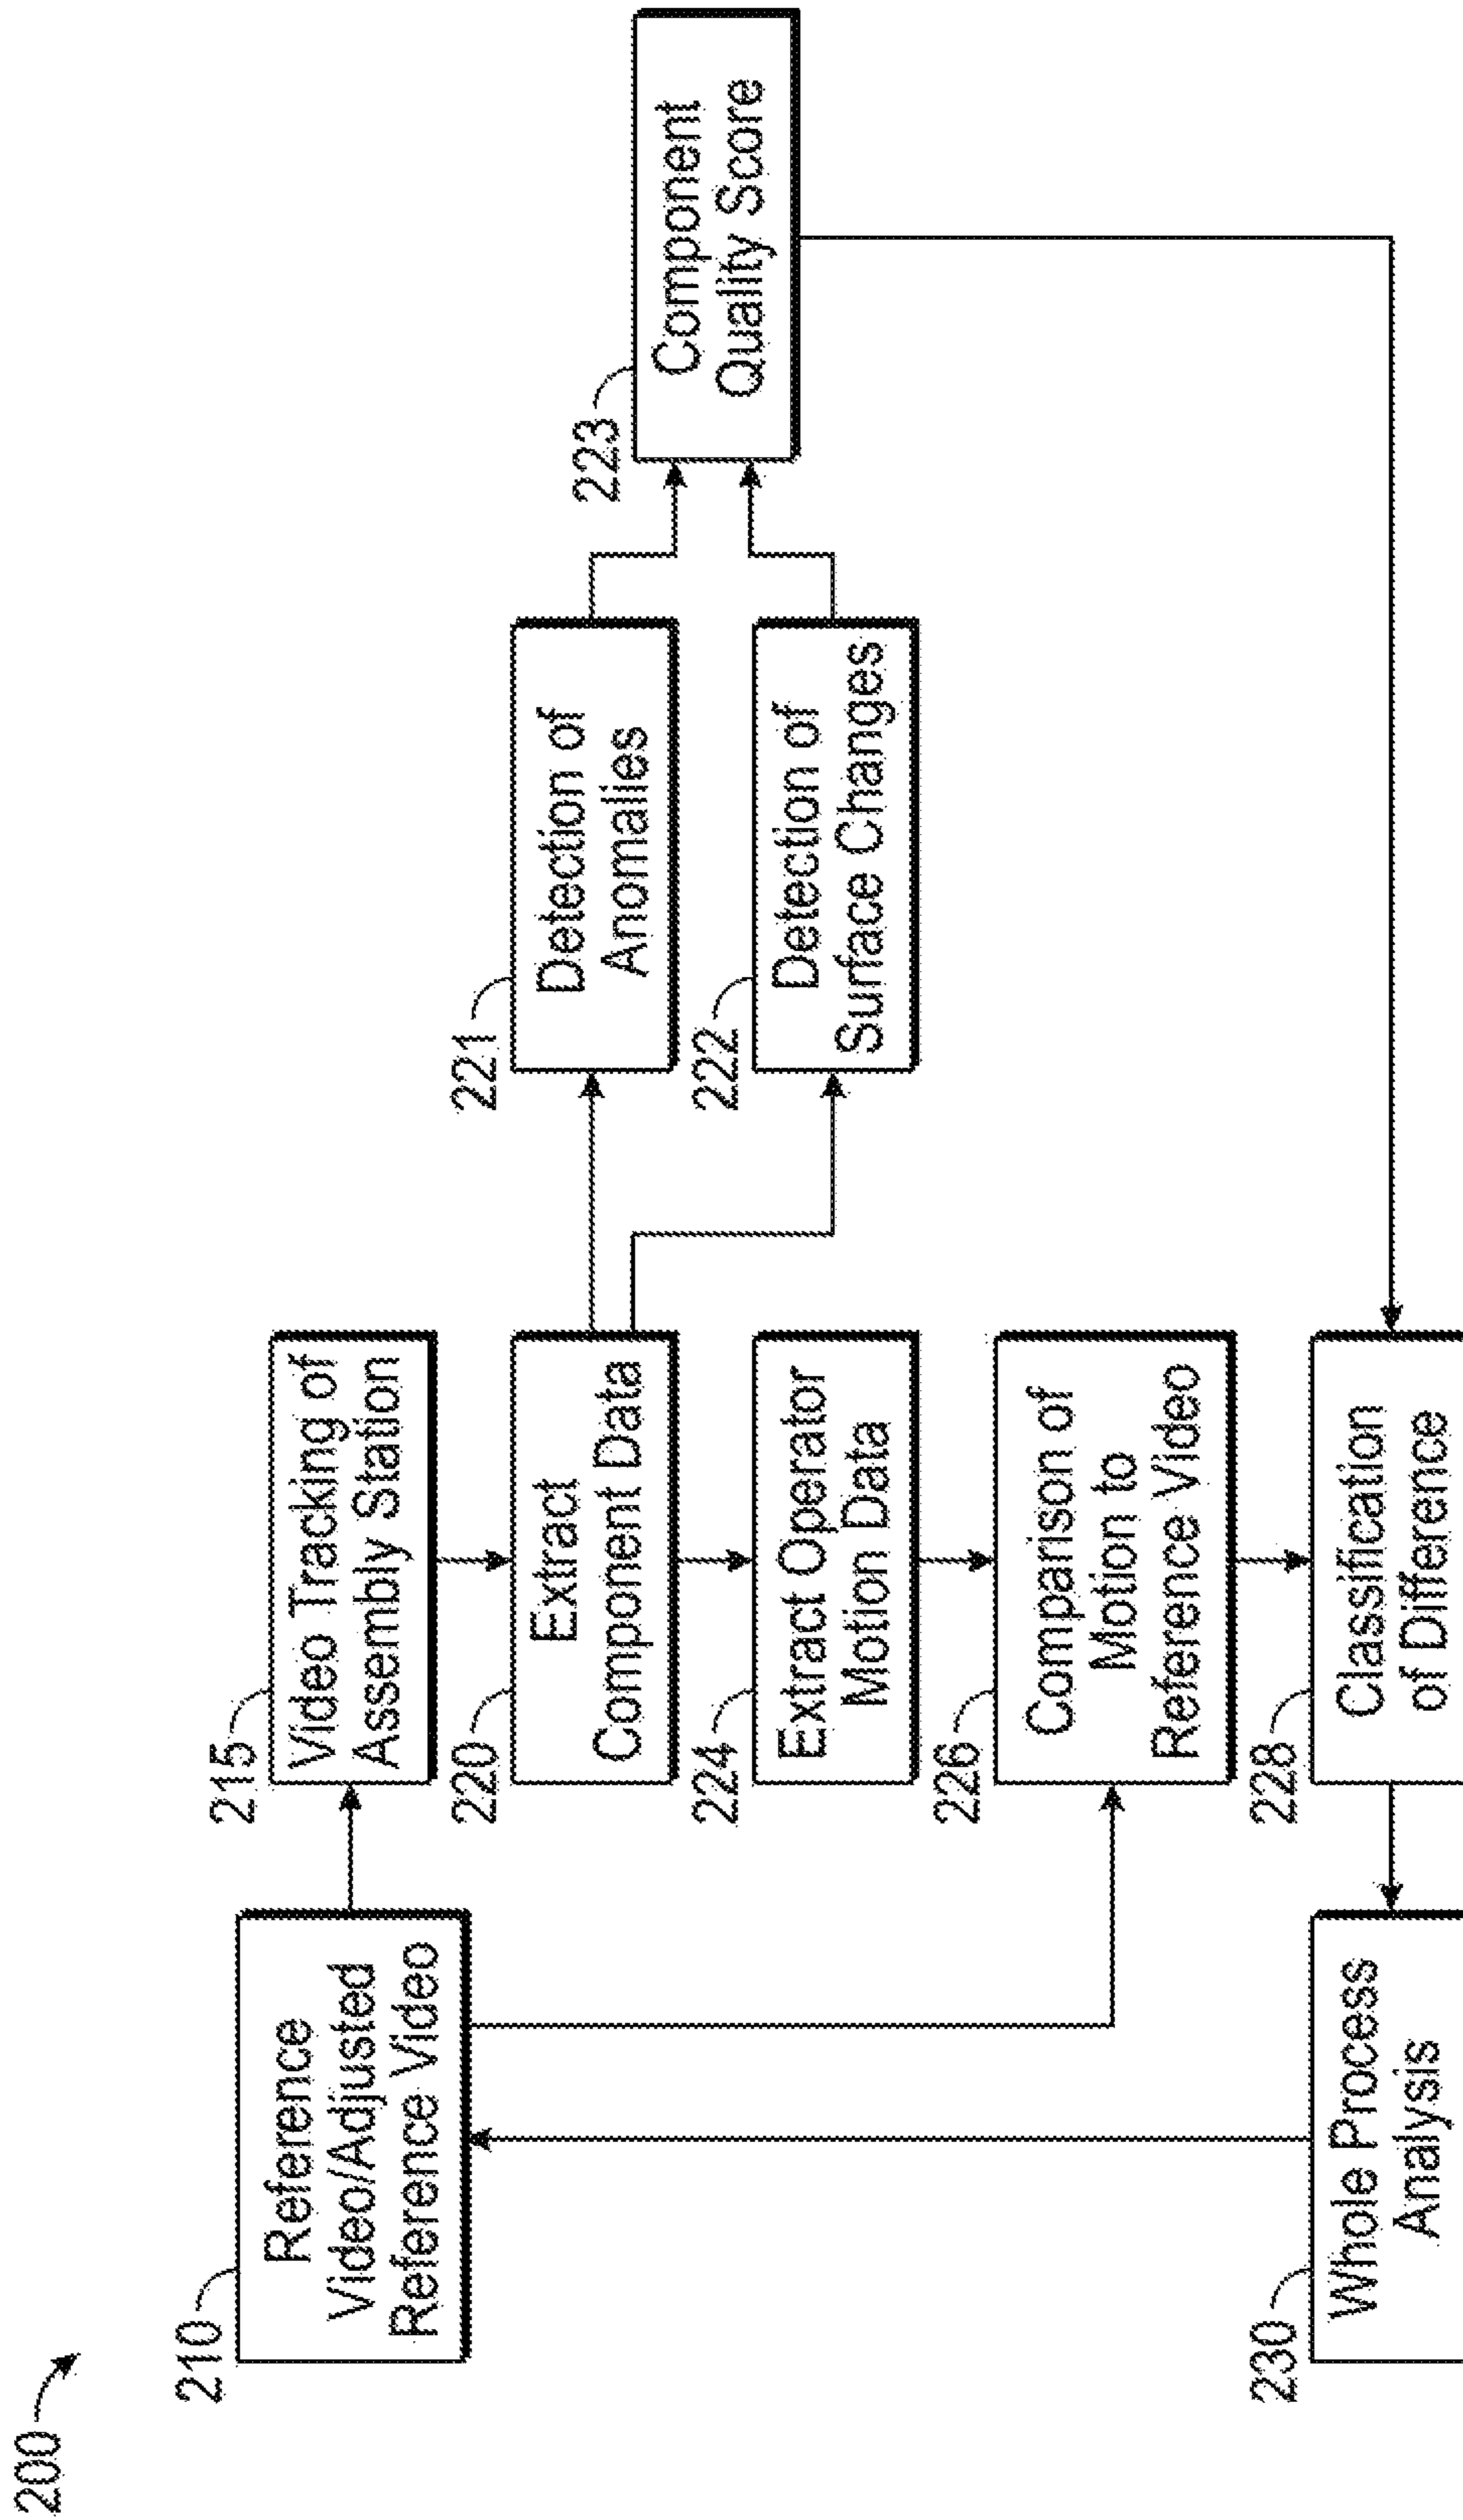 200
210
Reference
Video/Adjusted
Reference Video
215
Video Tracking of
Assembly Station
220
Extract
Component Data
221
Detection of
Anomalies
222
Detection of
Surface Changes
223
Component
Quality Score
224
Extract Operator
Motion Data
226
Comparison of
Motion to
Reference Video
228
Classification
of Difference
230
Whole Process
Analysis